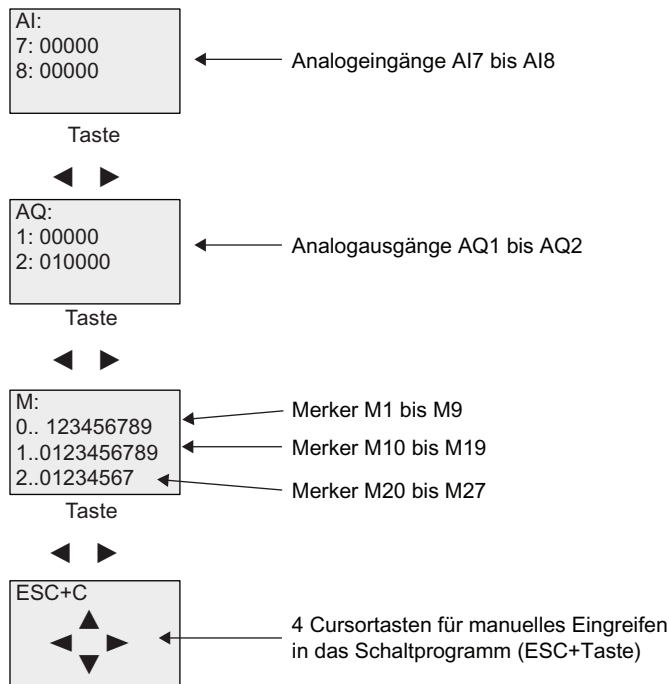 AI:
7: 00000
8: 00000
Analogeingänge AI7 bis AI8
Taste
AQ:
1: 00000
2: 010000
Analogausgänge AQ1 bis AQ2
Taste
M:
0.. 123456789
1..0123456789
2..01234567
Merker M1 bis M9
Merker M10 bis M19
Merker M20 bis M27
Taste
ESC+C
4 Cursortasten für manuelles Eingreifen
in das Schaltprogramm (ESC+Taste)